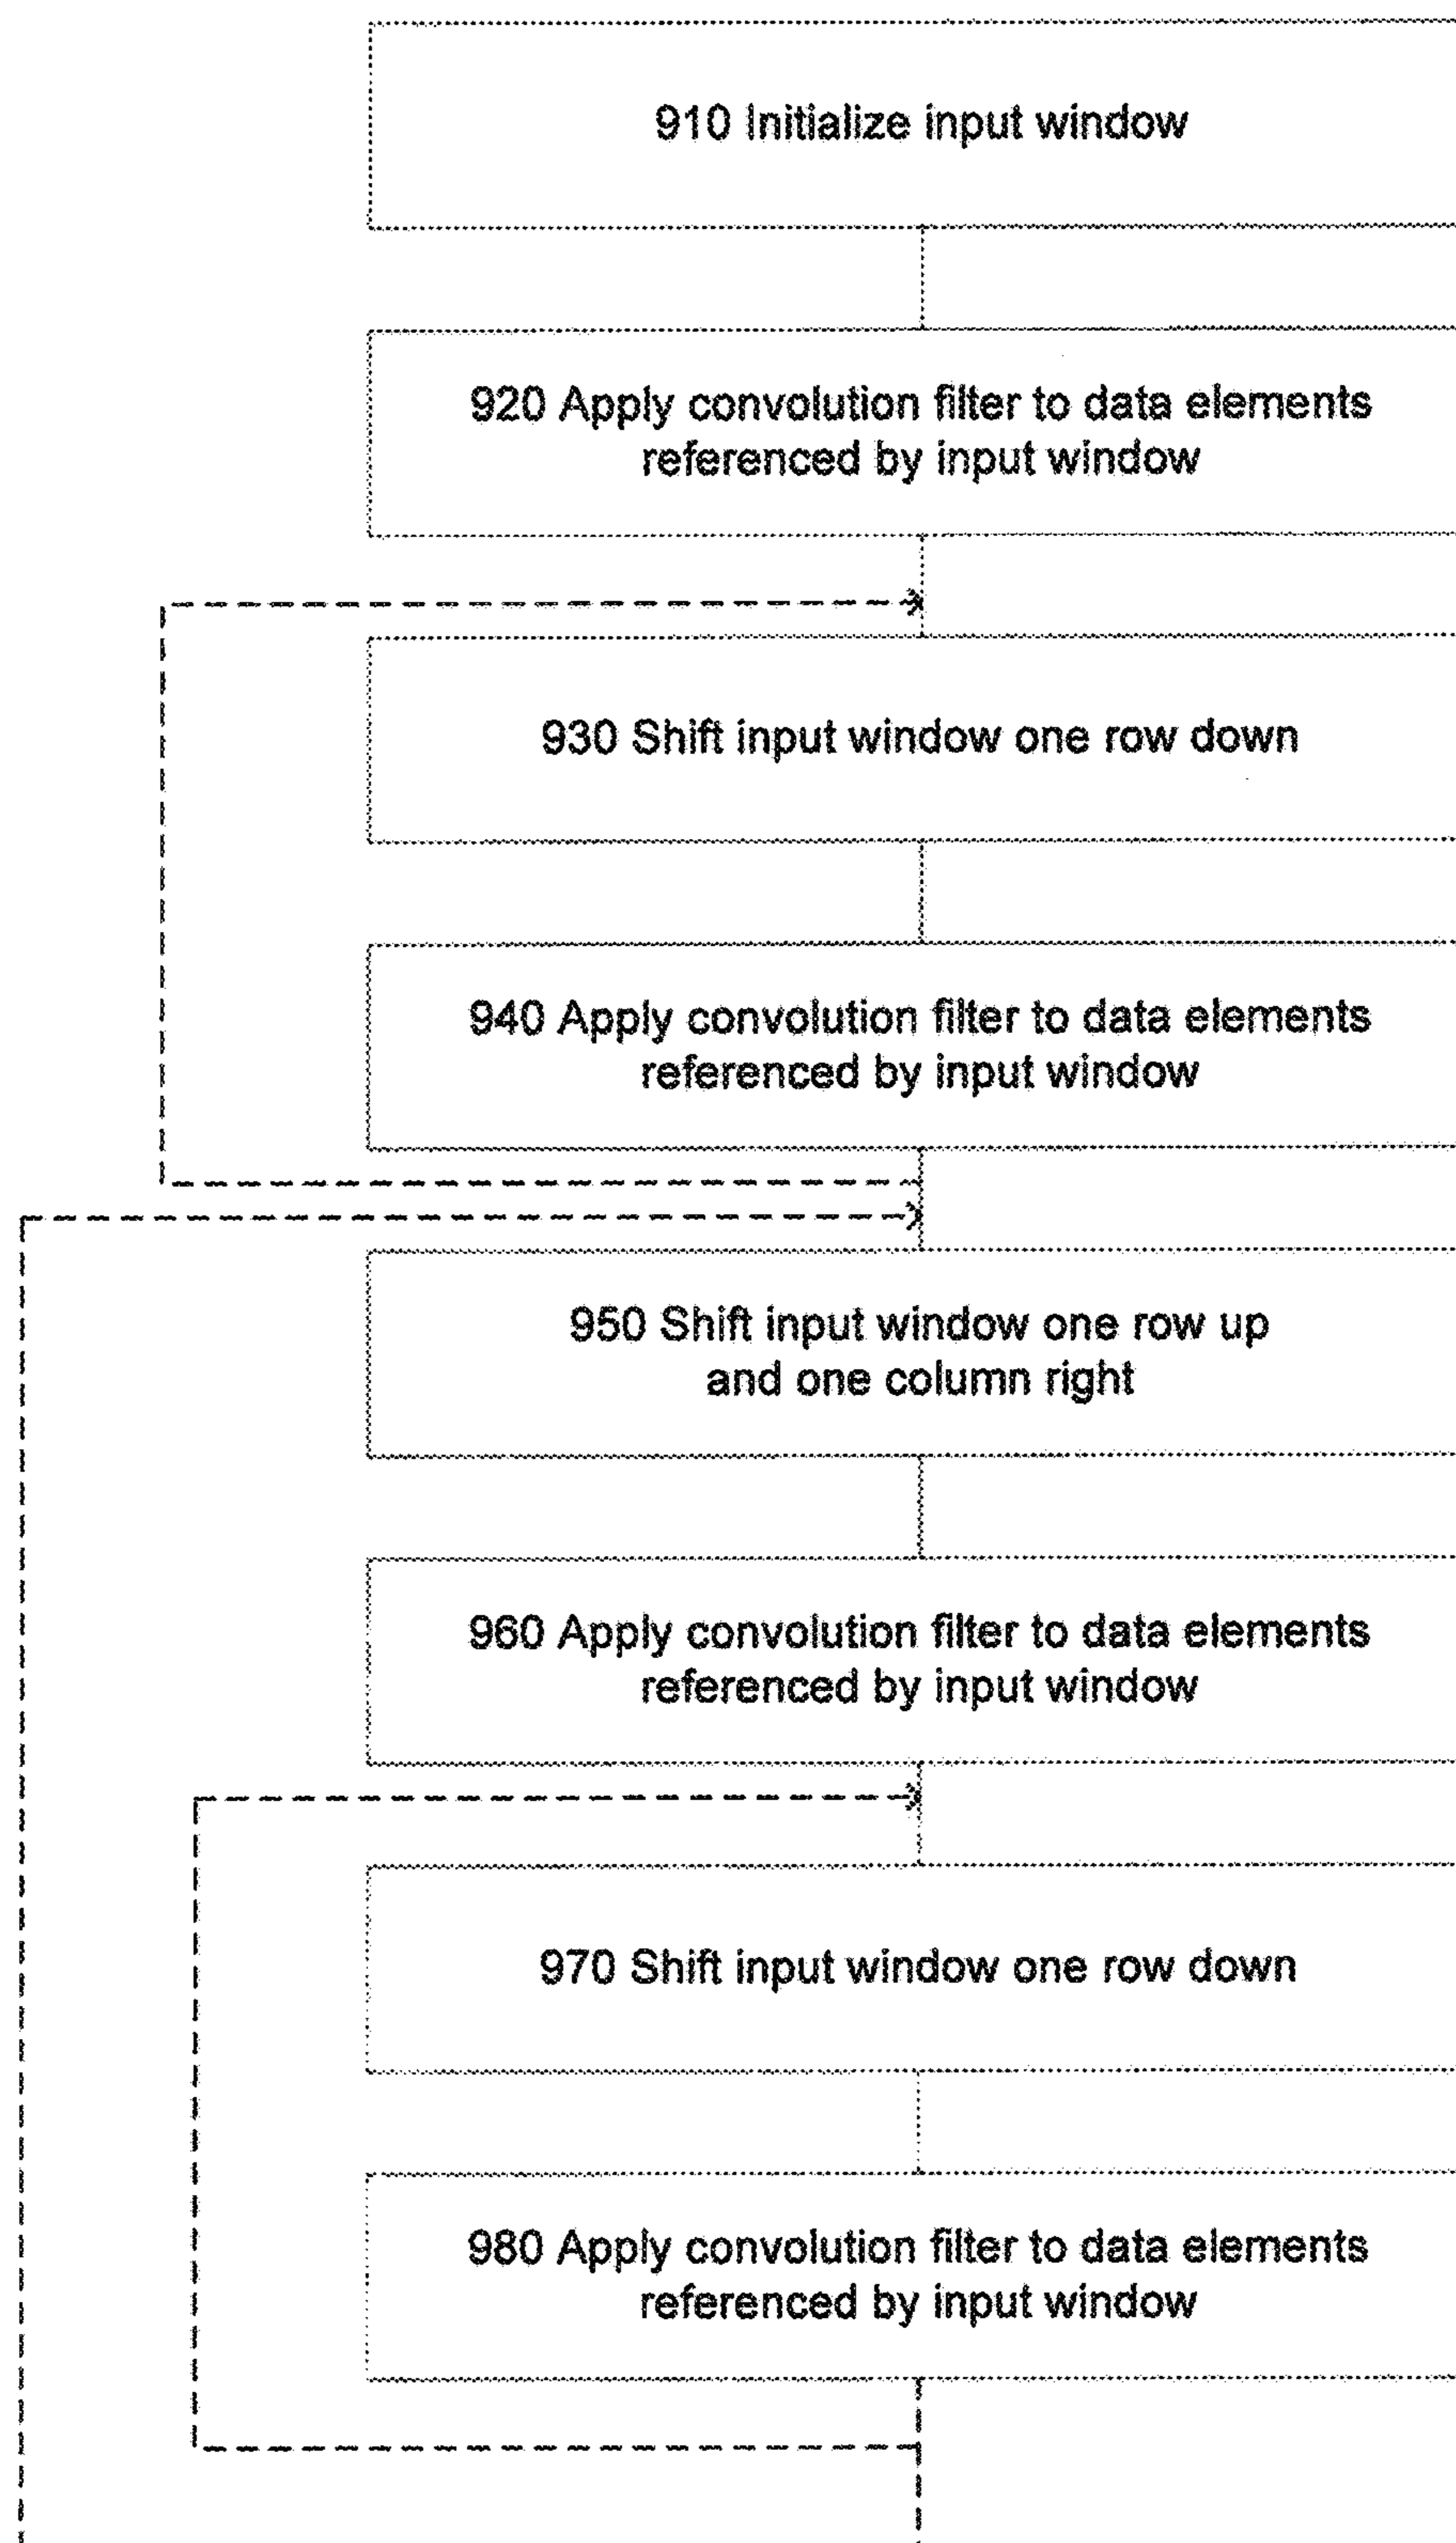 910 Initialize input window
920 Apply convolution filter to data elements
referenced by input window
930 Shift input window one row down
940 Apply convolution filter to data elements
referenced by input window
950 Shift input window one row up
and one column right
960 Apply convolution filter to data elements
referenced by input window
970 Shift input window one row down
980 Apply convolution filter to data elements
referenced by input window